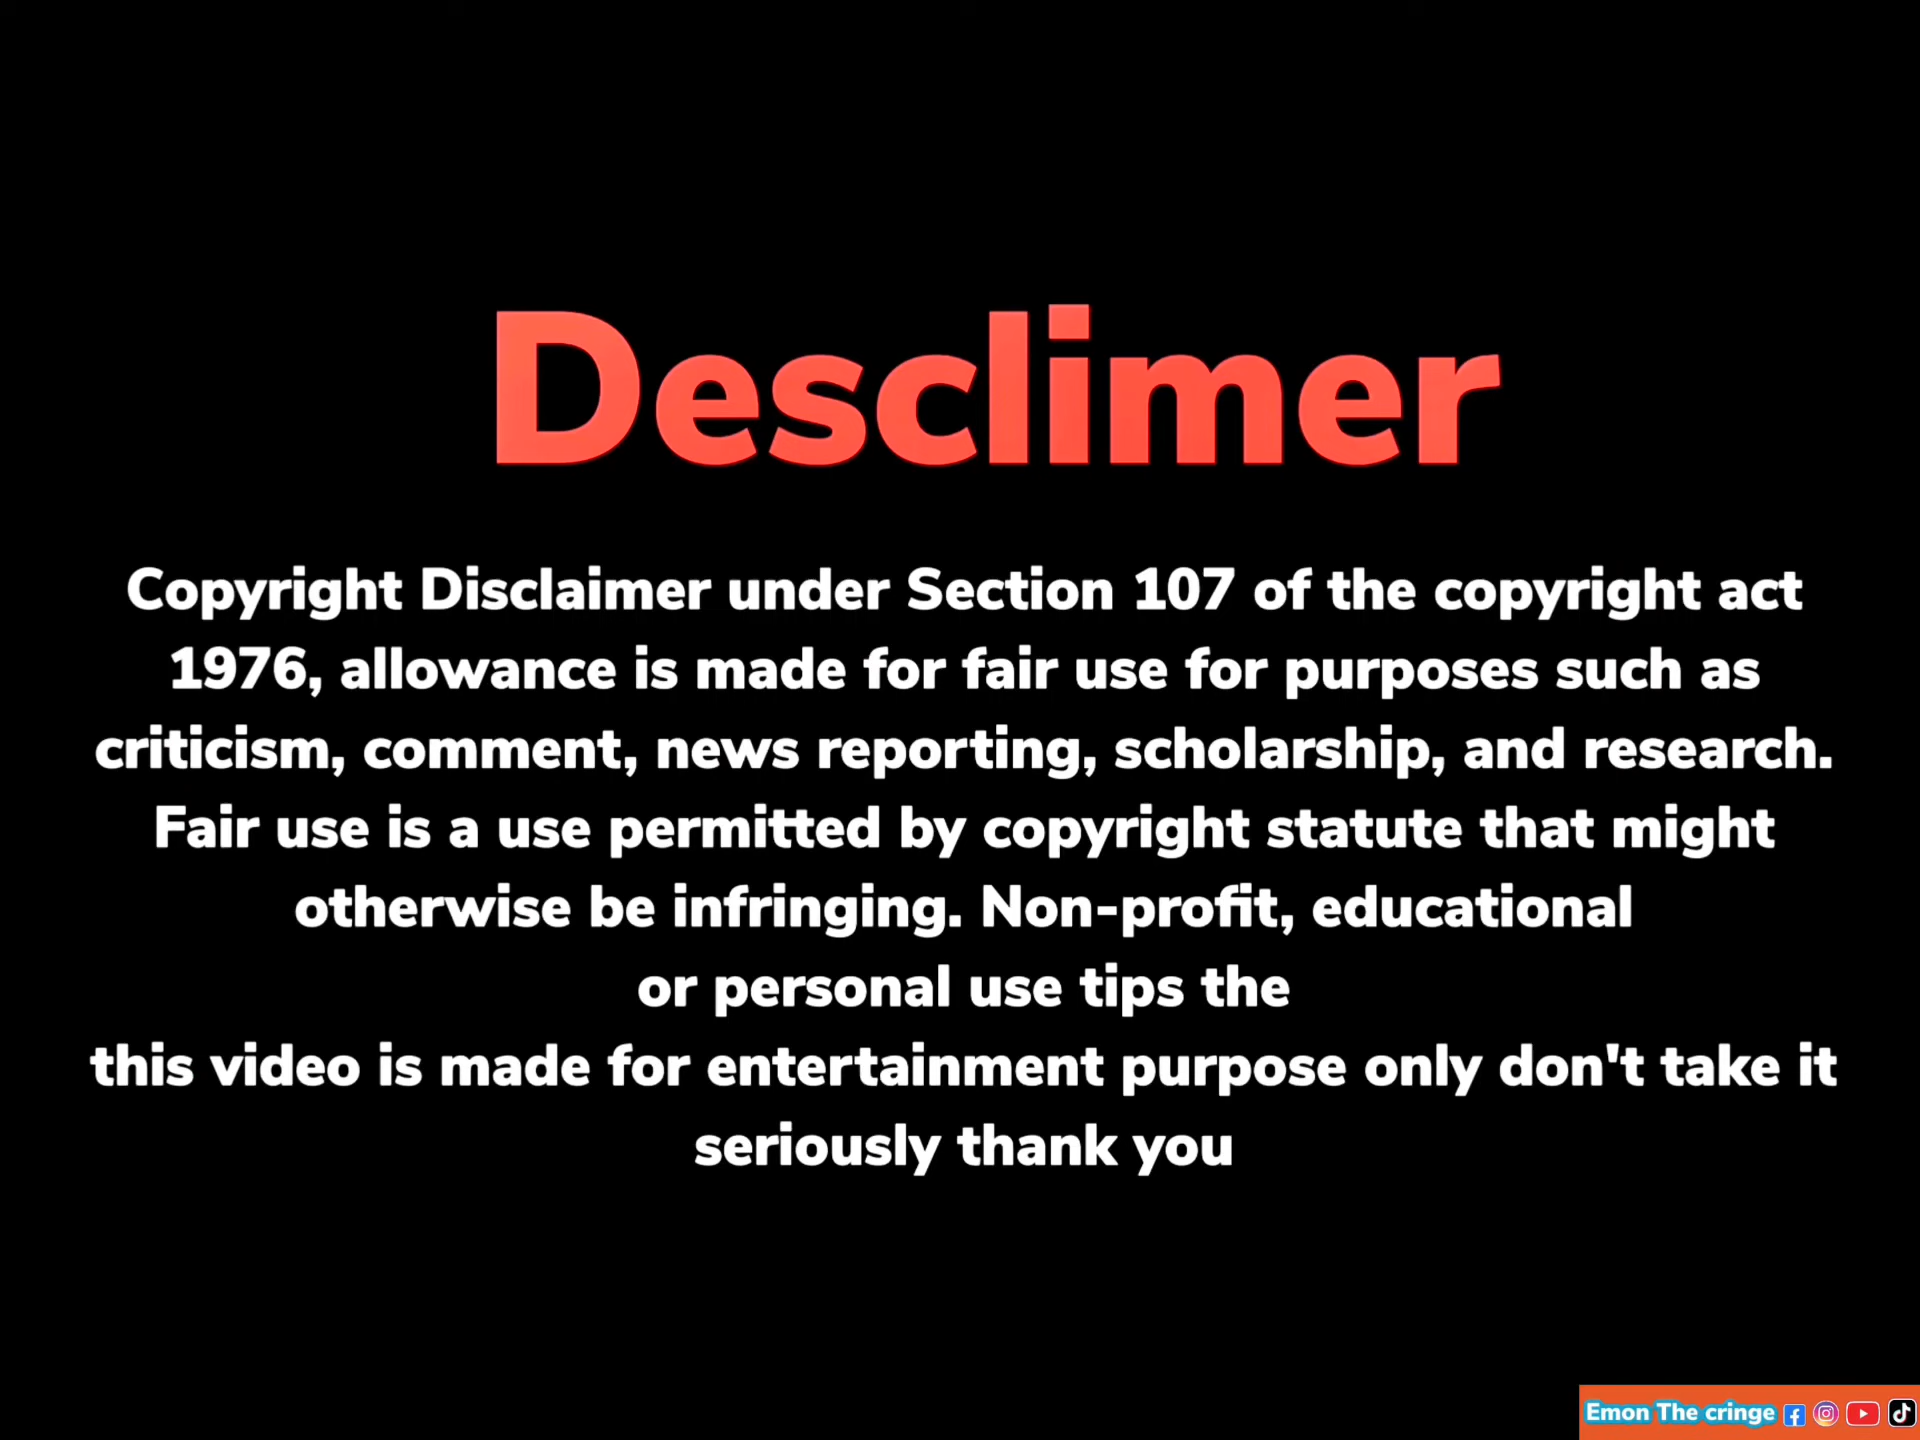 Desclimer
Copyright Disclaimer under Section 107 of the copyright act
1976, allowance is made for fair use for purposes such as
criticism, comment, news reporting, scholarship, and research.
Fair use is a use permitted by copyright statute that might
otherwise be infringing. Non-profit, educational
or personal use tips the
this video is made for entertainment purpose only don't take it
seriously thank you
Emon The cringe